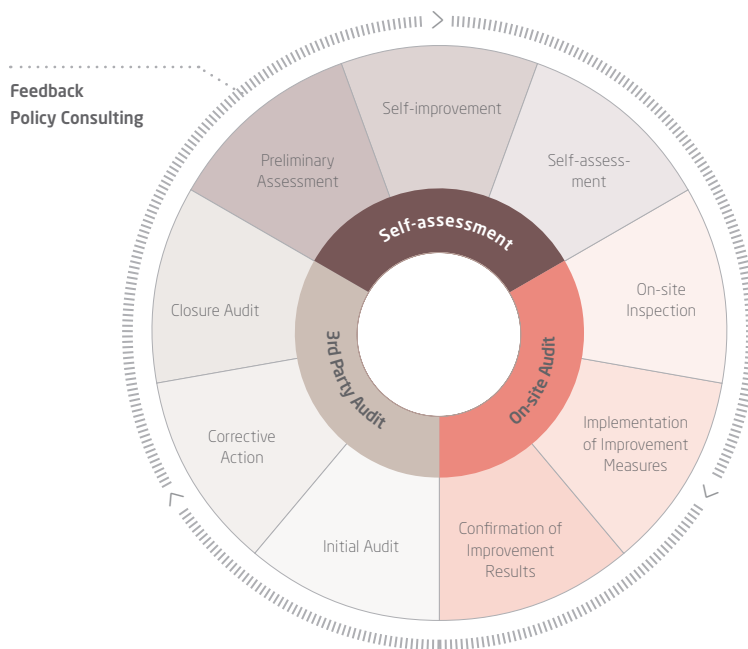 Feedback
Policy Consulting
Self-improvement
Self-assess-
ment
Preliminary
Assessment
Self-assessment
On-site
Inspection
Closure Audit
3rd Party Audit
On-site Audit
Implementation
of Improvement
Measures
Corrective
Action
Initial Audit
Confirmation of
Improvement
Results